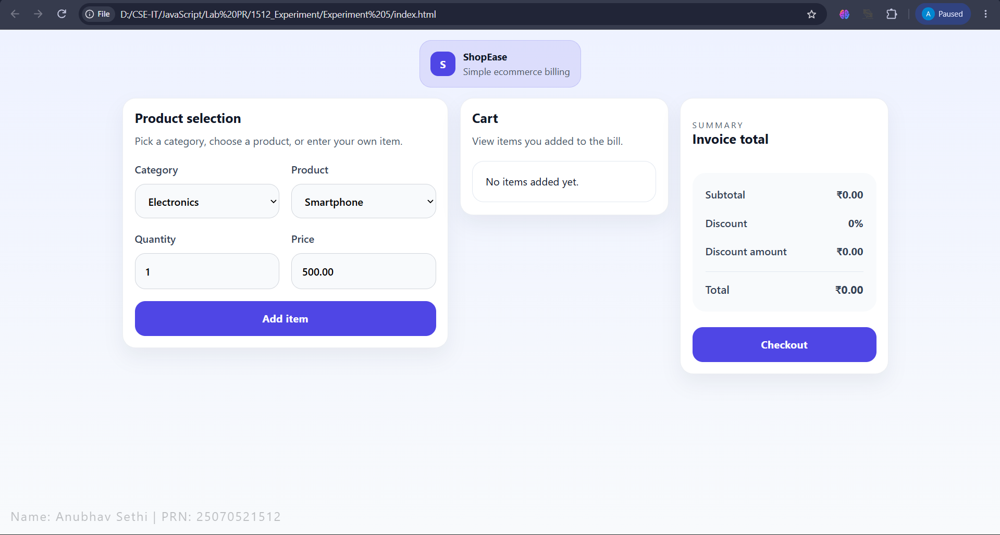 File D:/CSE-IT/JavaScript/Lab%20PR/1512_Experiment/Experiment%205/index.html A Paused
S
ShopEase
Simple ecommerce billing
Product selection
Pick a category, choose a product, or enter your own item.
Category Product
Electronics Smartphone
Quantity Price
1 500.00
Add item
Cart
View items you added to the bill.
No items added yet.
SUMMARY
Invoice total
Subtotal ₹0.00
Discount 0%
Discount amount ₹0.00
Total ₹0.00
Checkout
Name: Anubhav Sethi | PRN: 25070521512